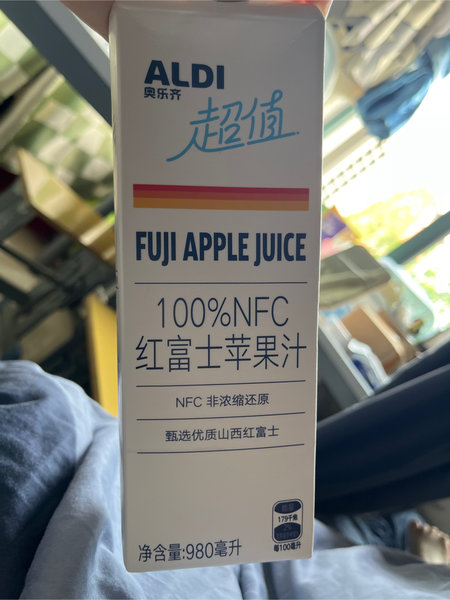 ALDI
奥乐齐
超值
FUJI APPLE JUICE
100%NFC
红富士苹果汁
NFC 非浓缩还原
甄选优质山西红富士
179千焦
每100毫升
净含量:980毫升